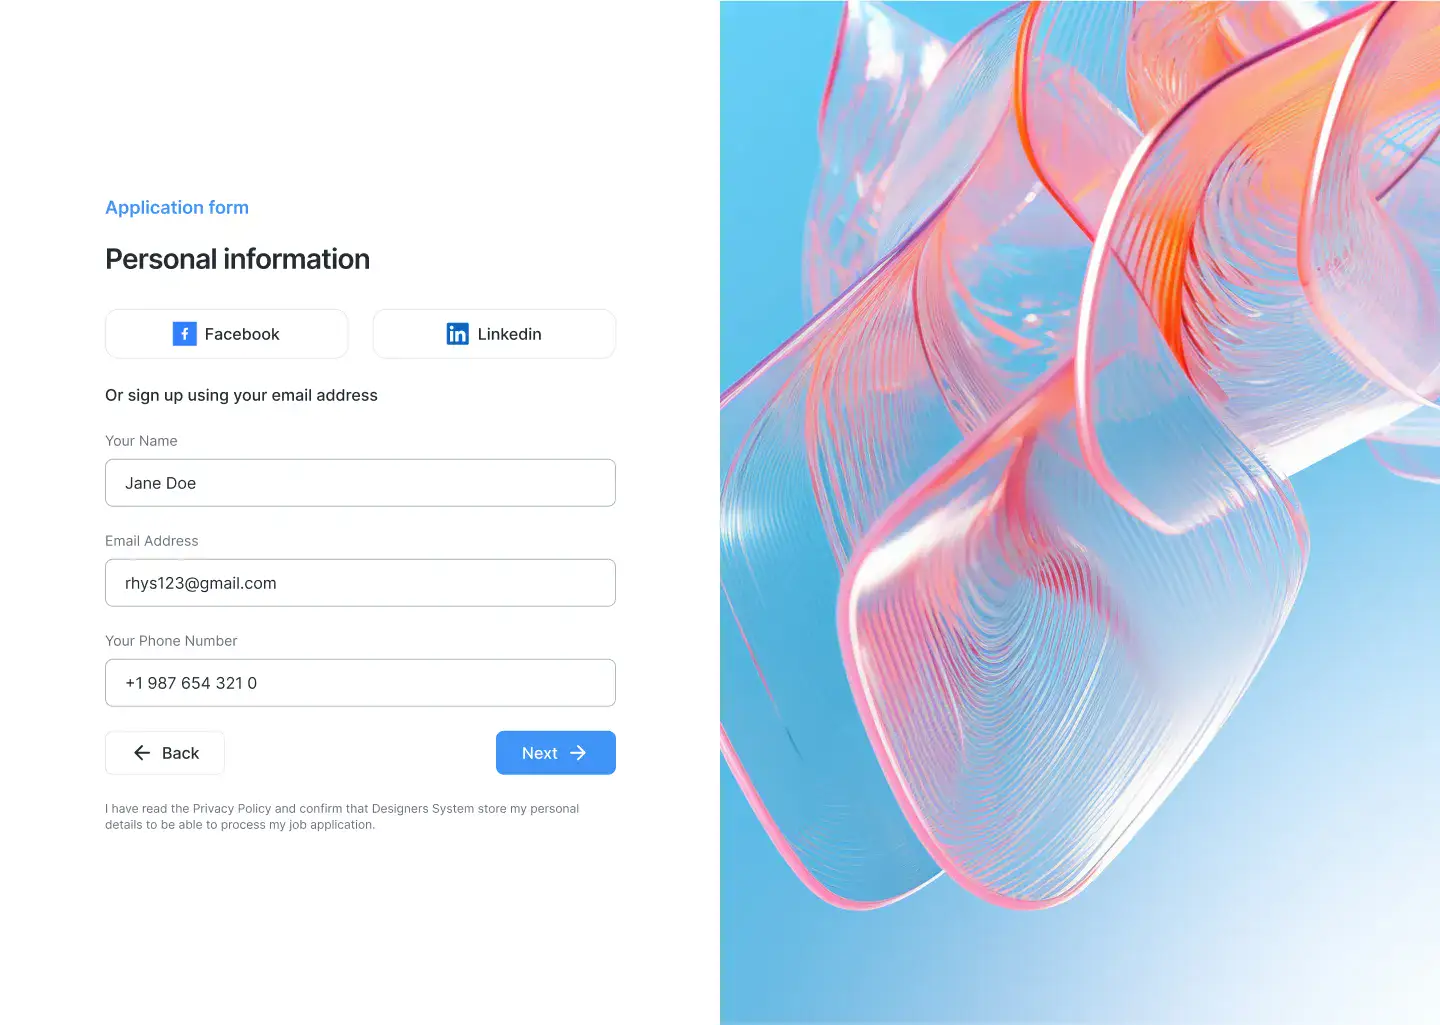 Application form
Personal information
Facebook
Linkedin
Or sign up using your email address
Your Name
Jane Doe
Email Address
rhys123@gmail.com
Your Phone Number
+1 987 654 321 0
Back
Next
I have read the Privacy Policy and confirm that Designers System store my personal
details to be able to process my job application.